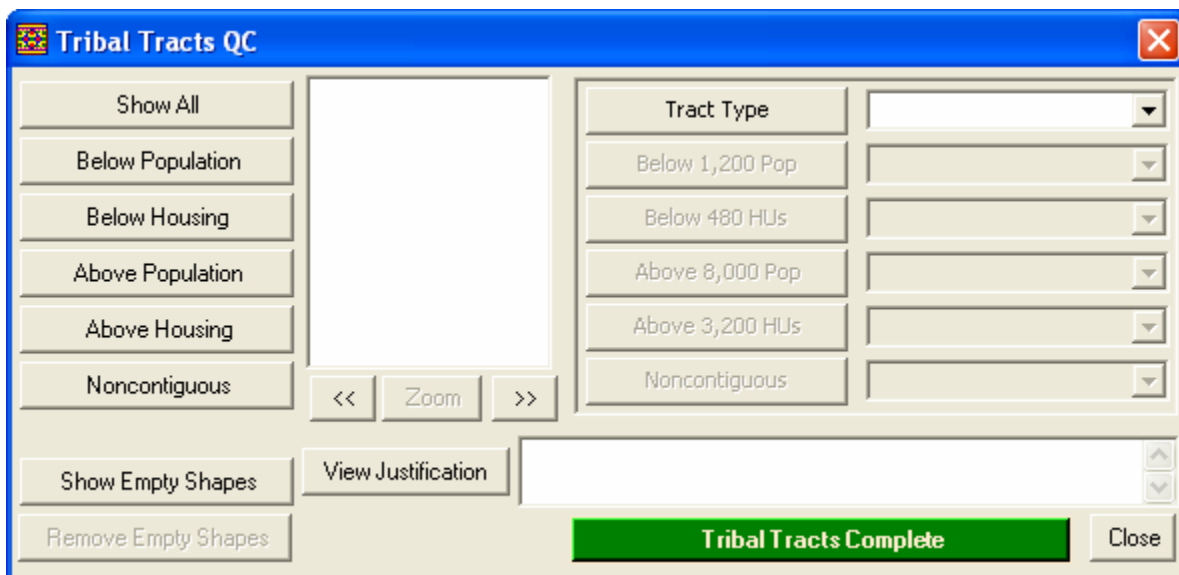 Tribal Tracts QC
Show All
Below Population
Below Housing
Above Population
Above Housing
Noncontiguous
<< Zoom >>
Tract Type
Below 1,200 Pop
Below 480 HUs
Above 8,000 Pop
Above 3,200 HUs
Noncontiguous
Show Empty Shapes
View Justification
Remove Empty Shapes
Tribal Tracts Complete
Close